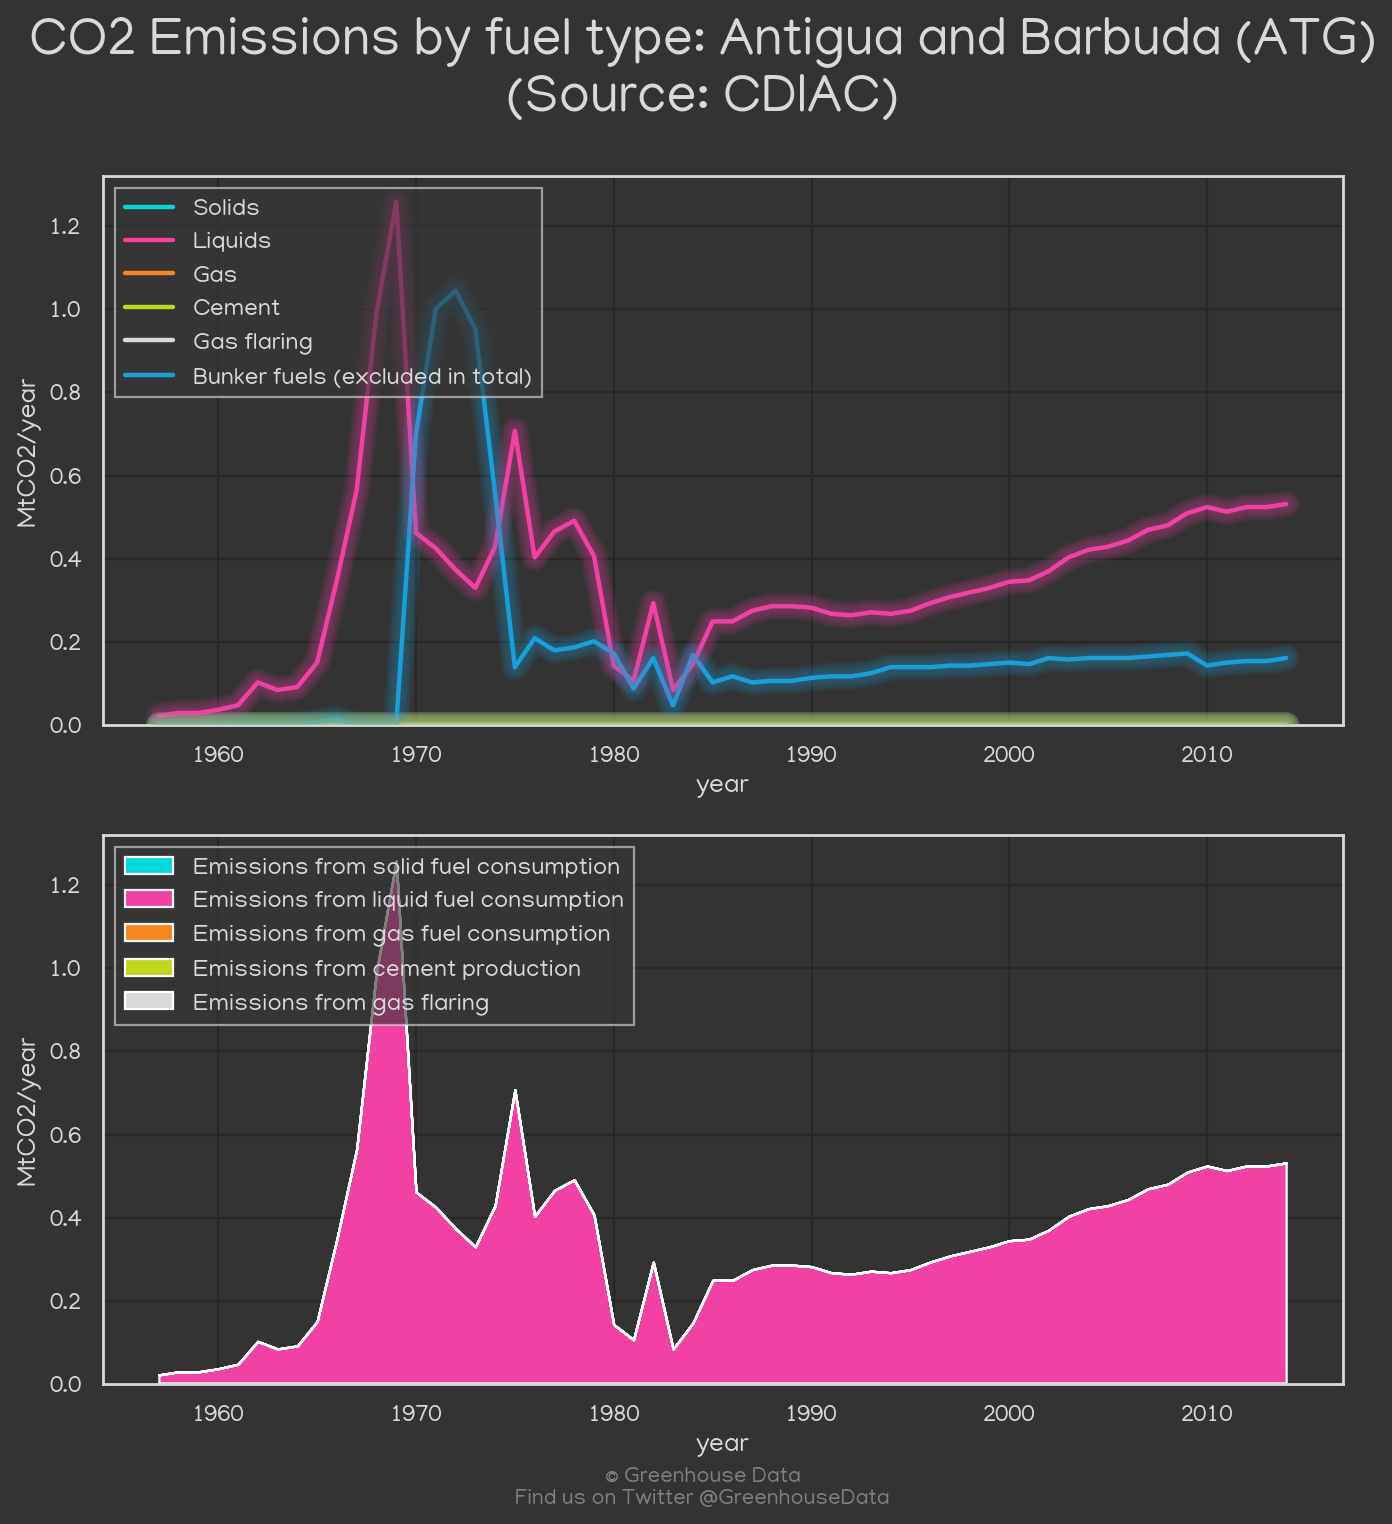 CO2 Emissions by fuel type: Antigua and Barbuda (ATG)
(Source: CDIAC)
Solids
Liquids
Gas
Cement
Gas flaring
Bunker fuels (excluded in total)
MtCO2/year
1.2
1.0
0.8
0.6
0.4
0.2
0.0
1960 1970 1980 1990 2000 2010
year
Emissions from solid fuel consumption
Emissions from liquid fuel consumption
Emissions from gas fuel consumption
Emissions from cement production
Emissions from gas flaring
MtCO2/year
1.2
1.0
0.8
0.6
0.4
0.2
0.0
1960 1970 1980 1990 2000 2010
year
© Greenhouse Data
Find us on Twitter @GreenhouseData